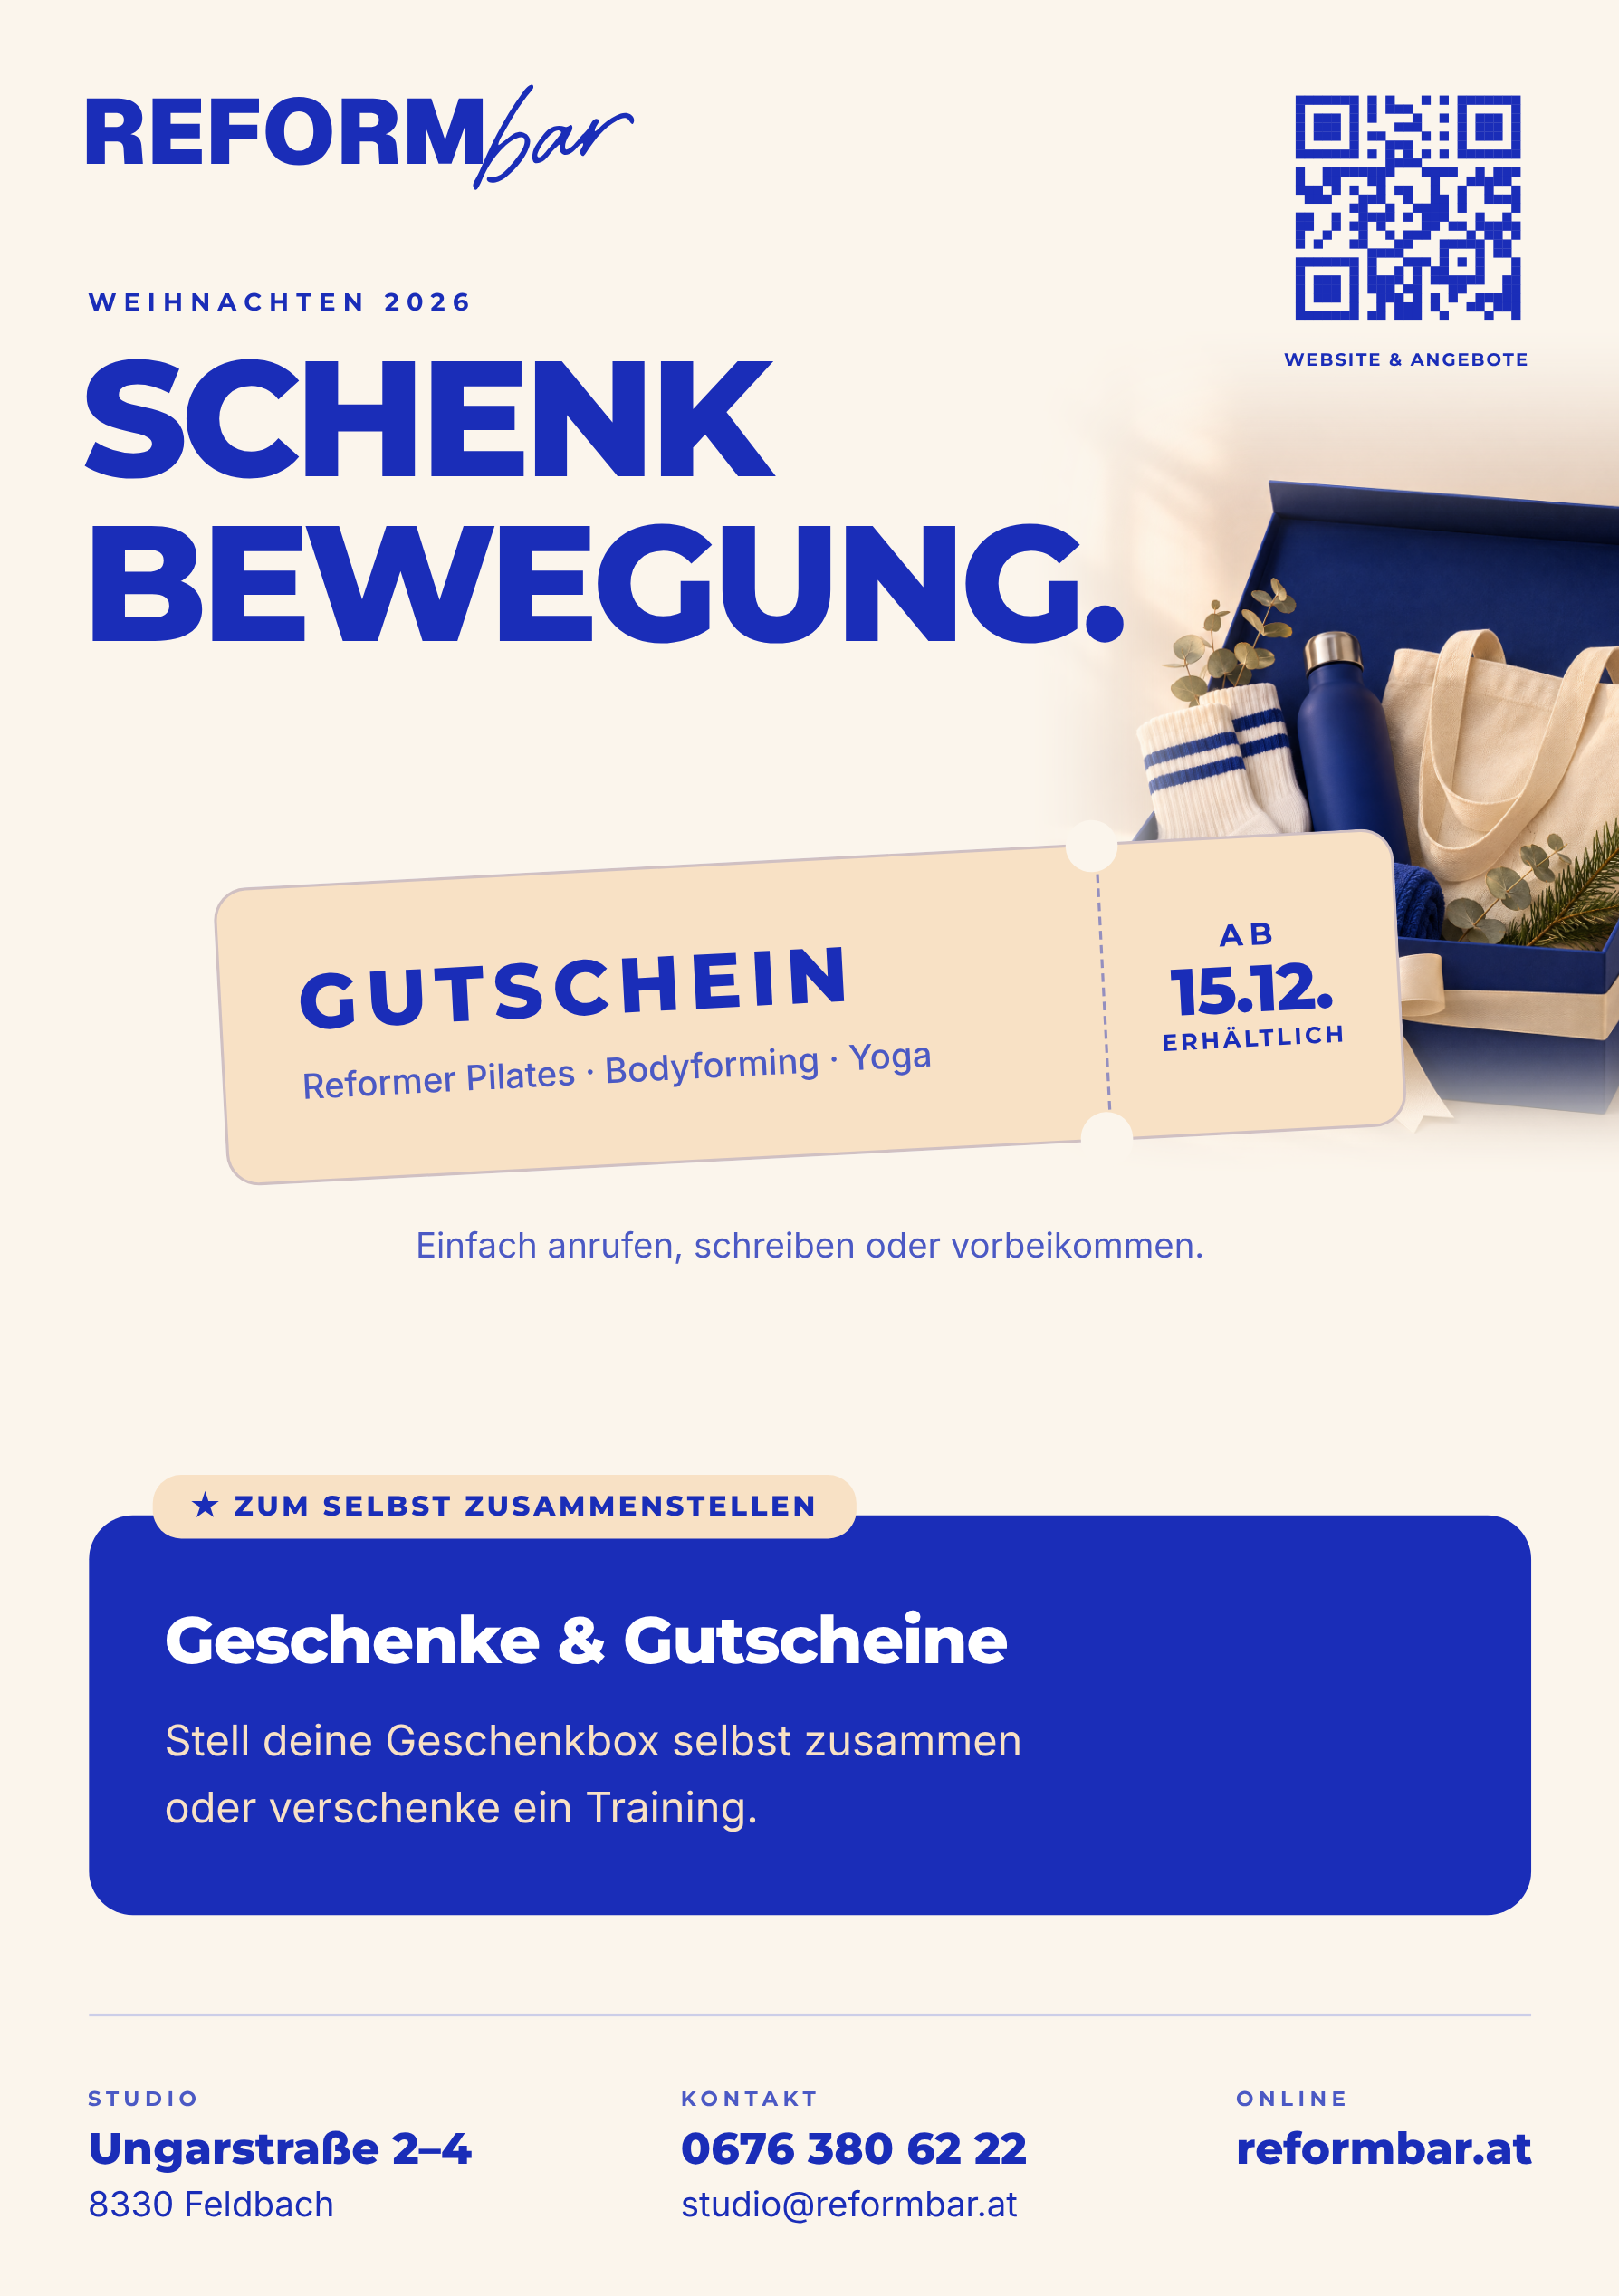 REFORMbar
WEBSITE & ANGEBOTE
WEIHNACHTEN 2026
SCHENK
BEWEGUNG.
GUTSCHEIN
Reformer Pilates · Bodyforming · Yoga
AB
15.12.
ERHÄLTLICH
Einfach anrufen, schreiben oder vorbeikommen.
★ ZUM SELBST ZUSAMMENSTELLEN
Geschenke & Gutscheine
Stell deine Geschenkbox selbst zusammen
oder verschenke ein Training.
STUDIO
Ungarstraße 2–4
8330 Feldbach
KONTAKT
0676 380 62 22
studio@reformbar.at
ONLINE
reformbar.at